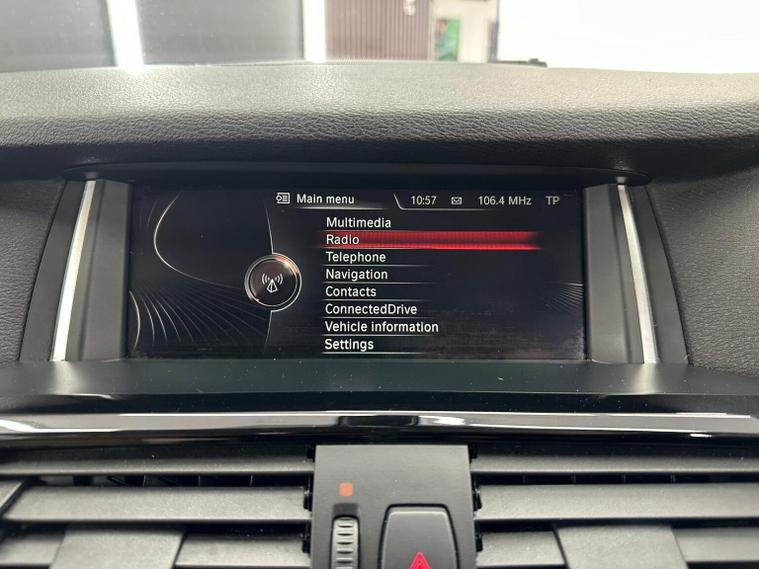 Main menu 10:57 106.4 MHz TP
Multimedia
Radio
Telephone
Navigation
Contacts
ConnectedDrive
Vehicle information
Settings